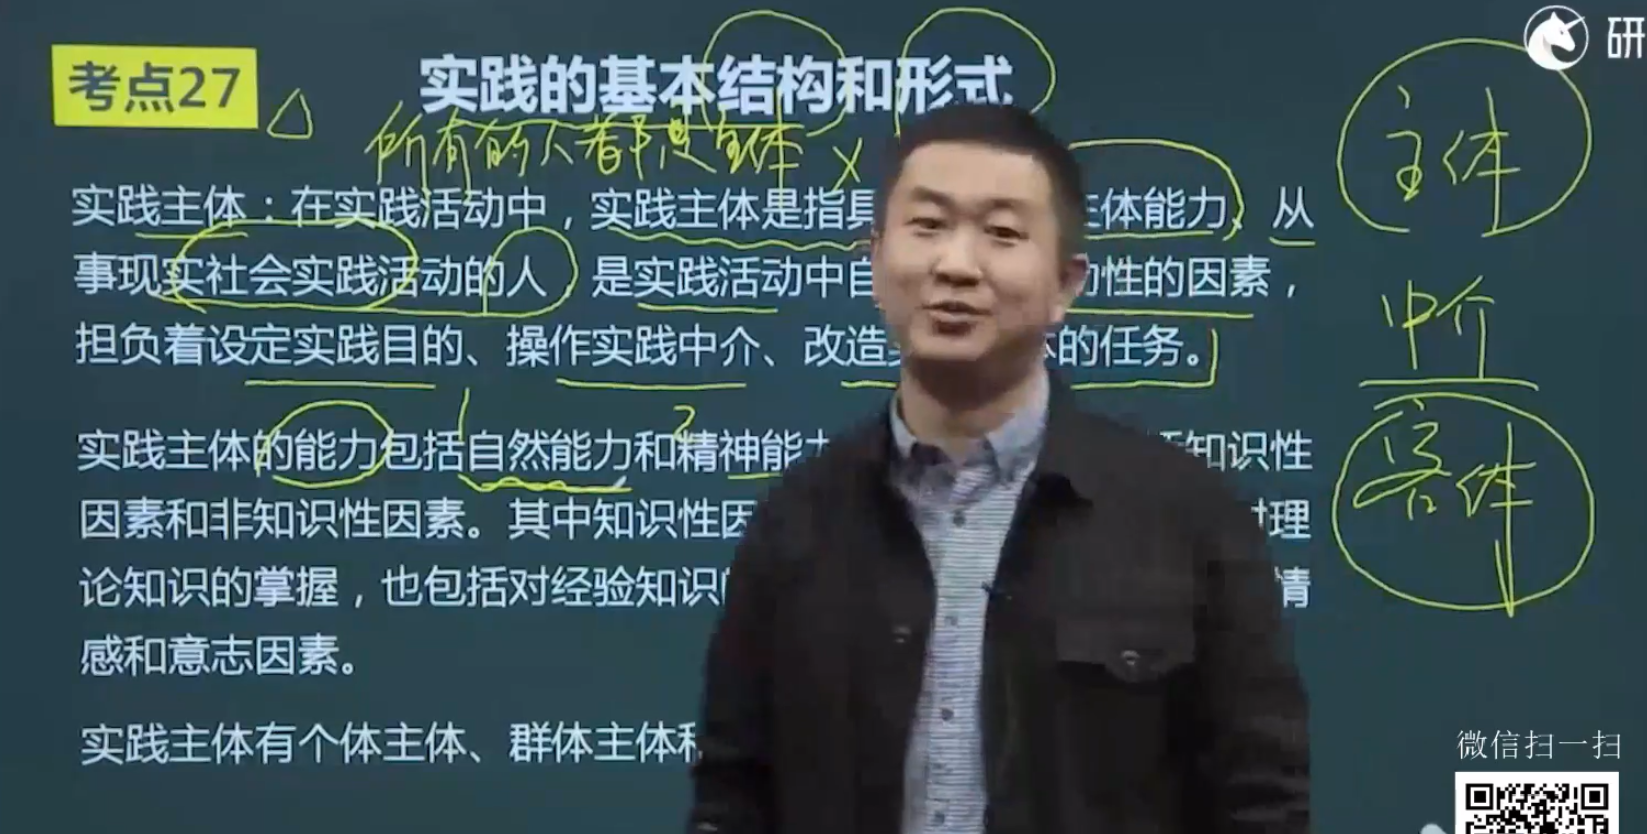 研
考点27
实践的基本结构和形式
所有的人都是主体 ×
主体
实践主体：在实践活动中，实践主体是指具 主体能力、从
事现实社会实践活动的人，是实践活动中自 动性的因素，
中介
担负着设定实践目的、操作实践中介、改造 的任务。
1 2
客体
实践主体的能力包括自然能力和精神能 知识性
因素和非知识性因素。其中知识性因 对理
论知识的掌握，也包括对经验知识 情
感和意志因素。
实践主体有个体主体、群体主体和
微信扫一扫